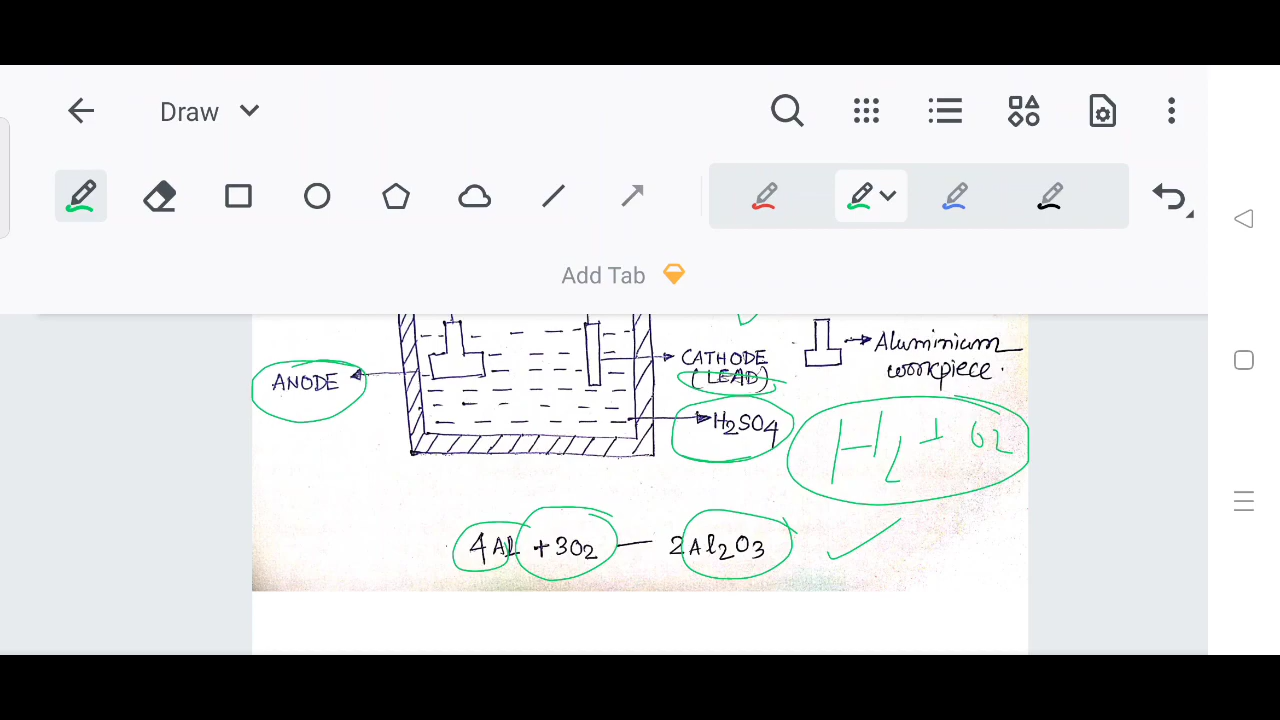 Draw
Add Tab
CATHODE
(LEAD)
Aluminium
workpiece.
ANODE
H2SO4
H2 + O2
4Al + 3O2 — 2Al2O3